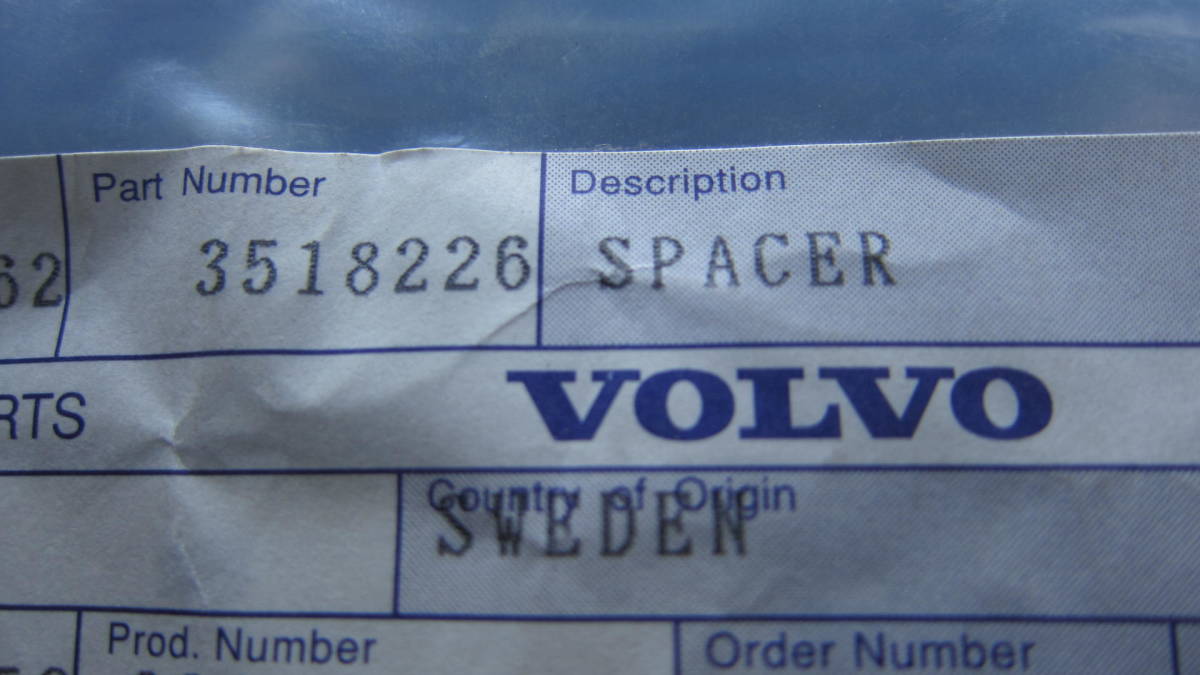 Part Number Description
62 3518226 SPACER
RTS VOLVO
Country of Origin
SWEDEN
Prod. Number Order Number